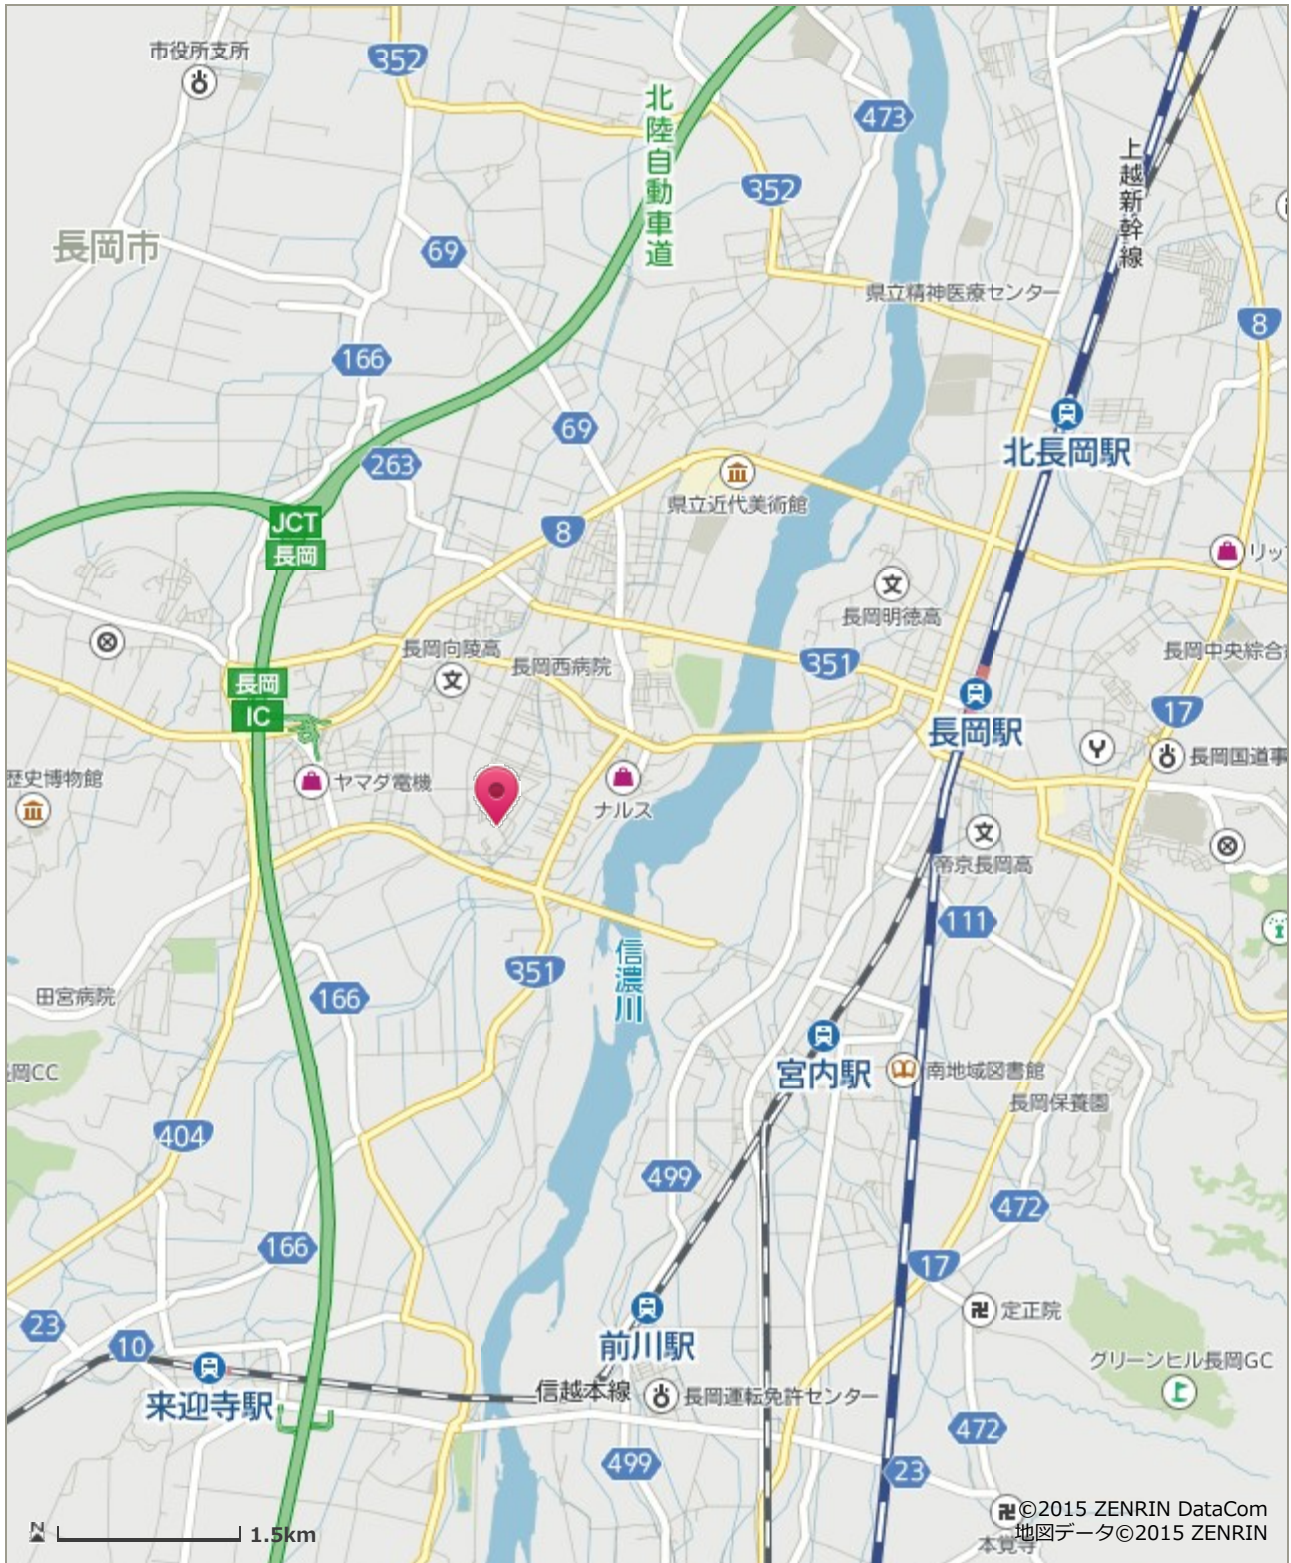 市役所支所
352
北陸自動車道
473
上越新幹線
352
長岡市
69
県立精神医療センター
8
166
北長岡駅
69
263
県立近代美術館
JCT
長岡
8
リッ
長岡明徳高
長岡向陵高
長岡西病院
351
長岡中央綜合
長岡
IC
長岡駅
17
長岡国道事
歴史博物館
ヤマダ電機
ナルス
帝京長岡高
111
信濃川
351
田宮病院
166
宮内駅
南地域図書館
岡CC
長岡保養園
404
499
472
166
17
定正院
23
10
前川駅
グリーンヒル長岡GC
来迎寺駅
信越本線
長岡運転免許センター
472
499
23
N
1.5km
©2015 ZENRIN DataCom
地図データ©2015 ZENRIN
本覚寺